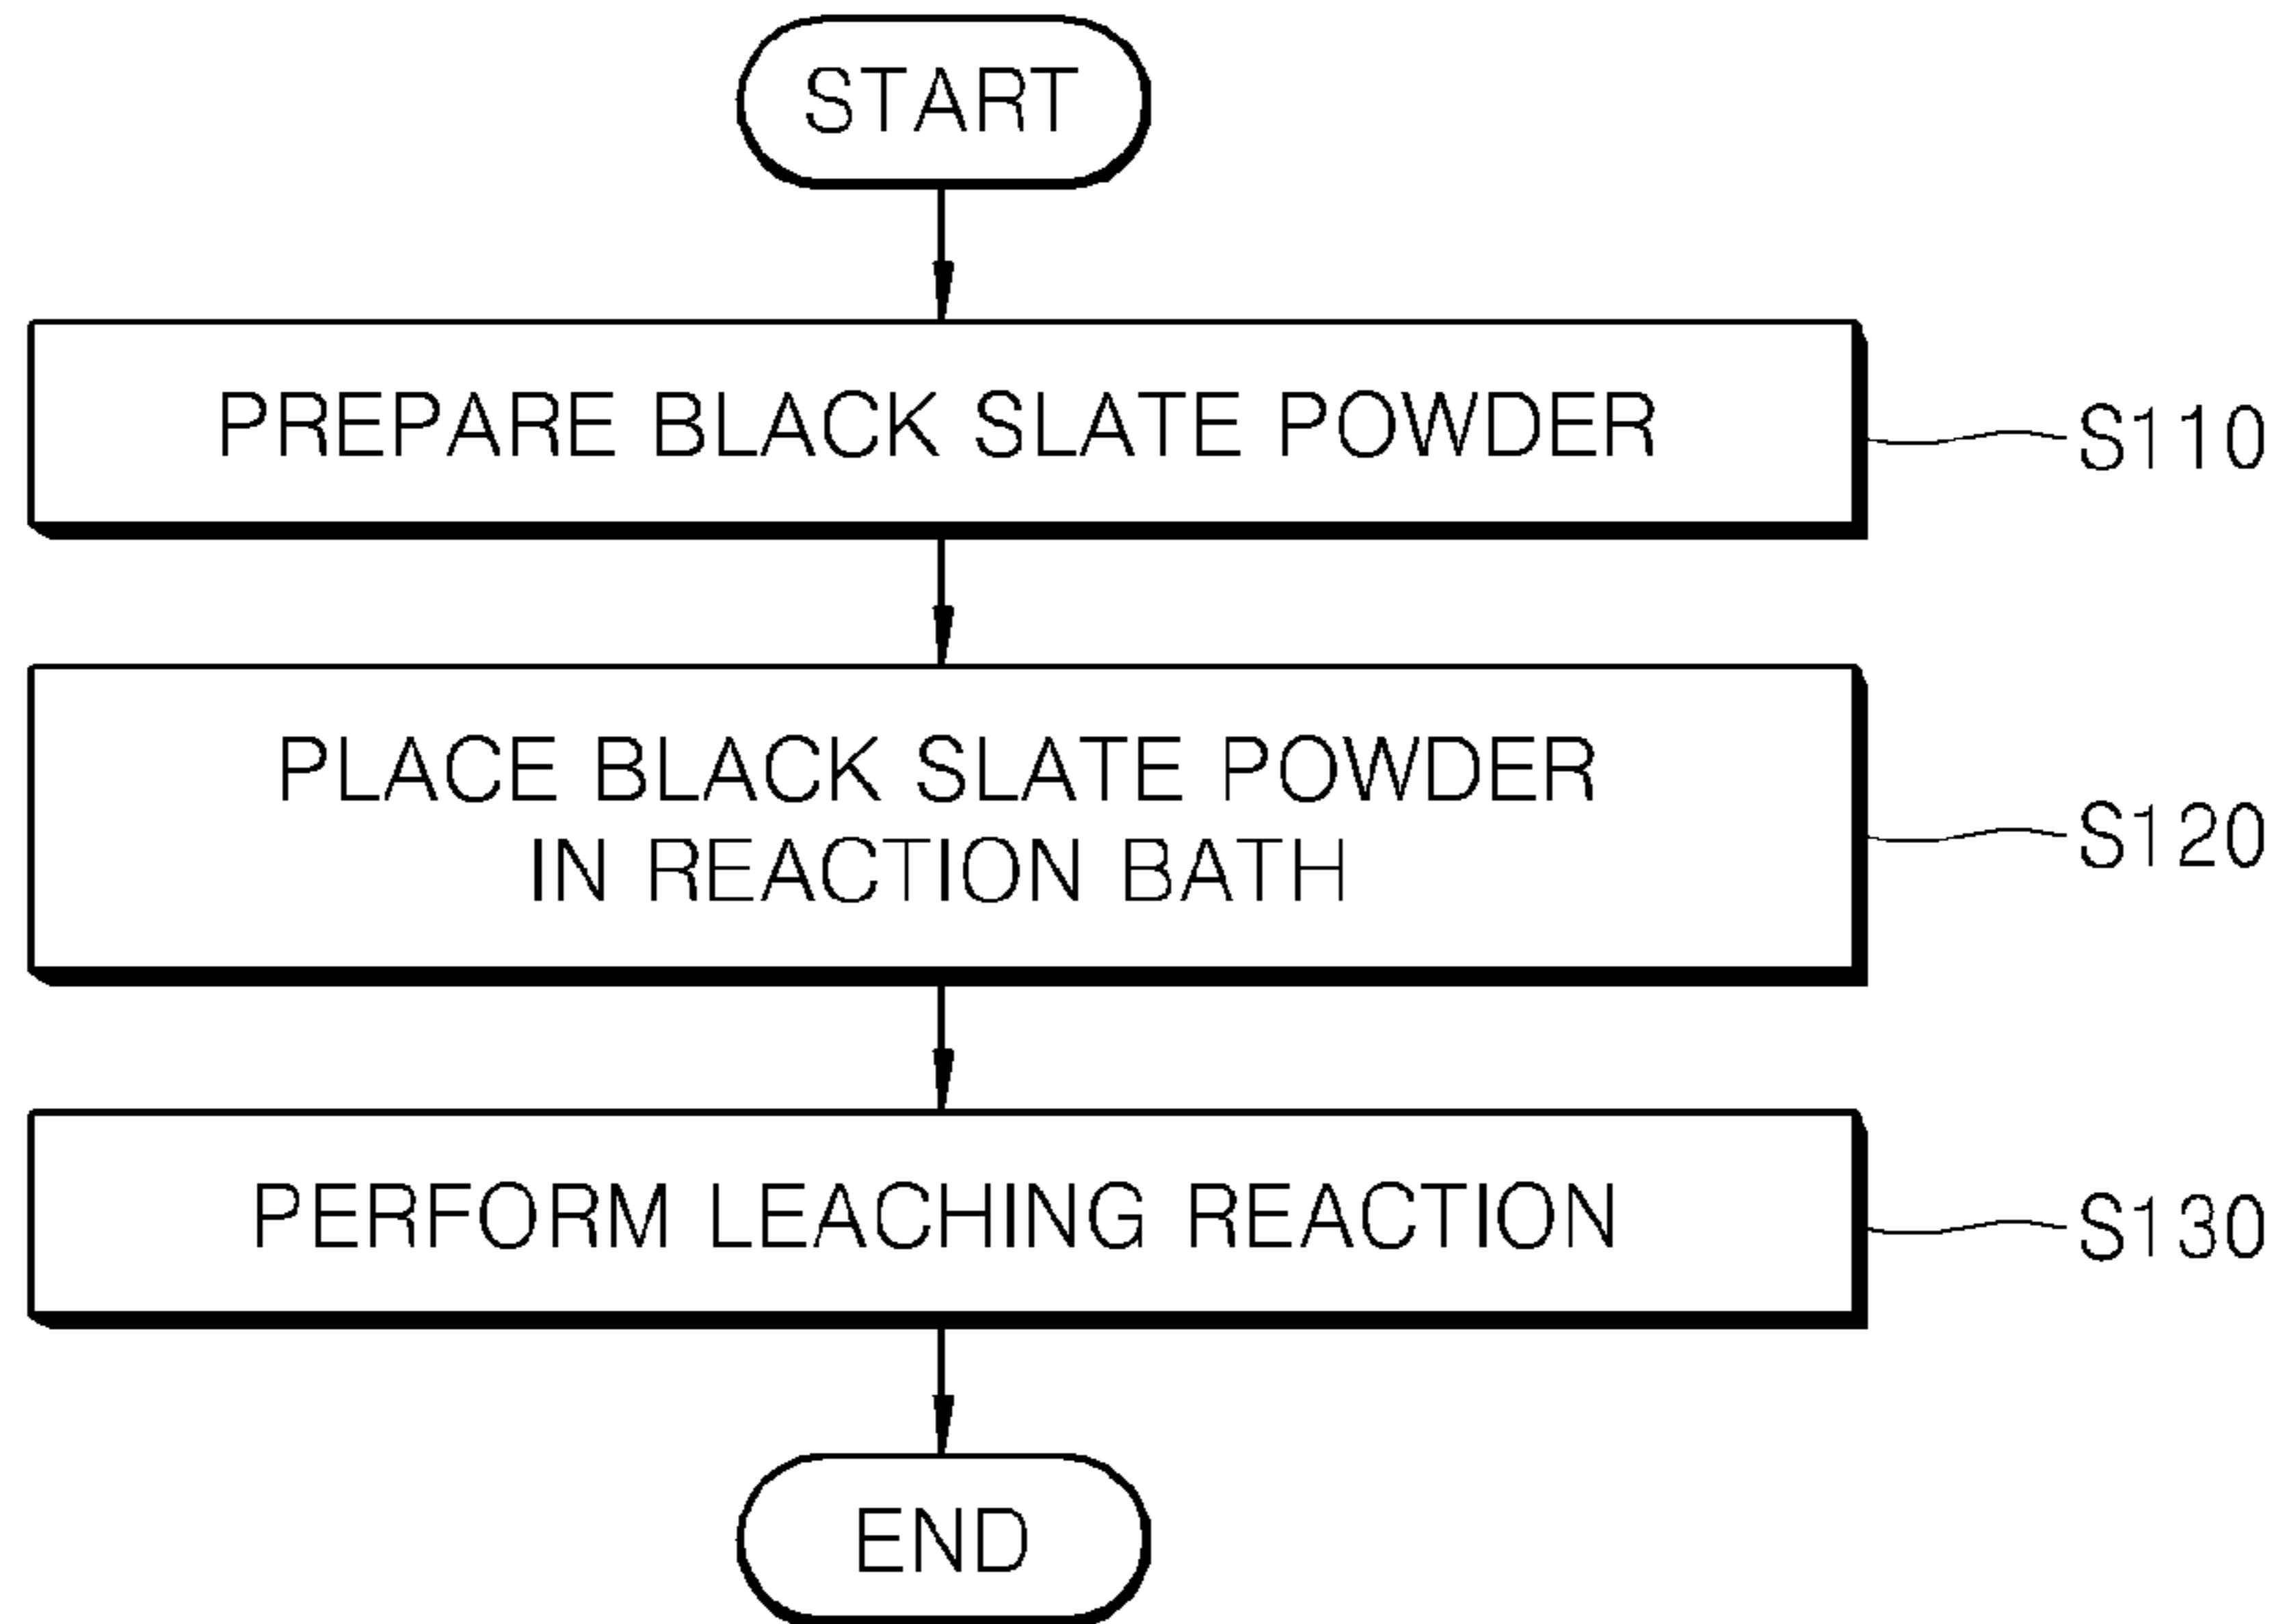 START
PREPARE BLACK SLATE POWDER
S110
PLACE BLACK SLATE POWDER
IN REACTION BATH
S120
PERFORM LEACHING REACTION
S130
END